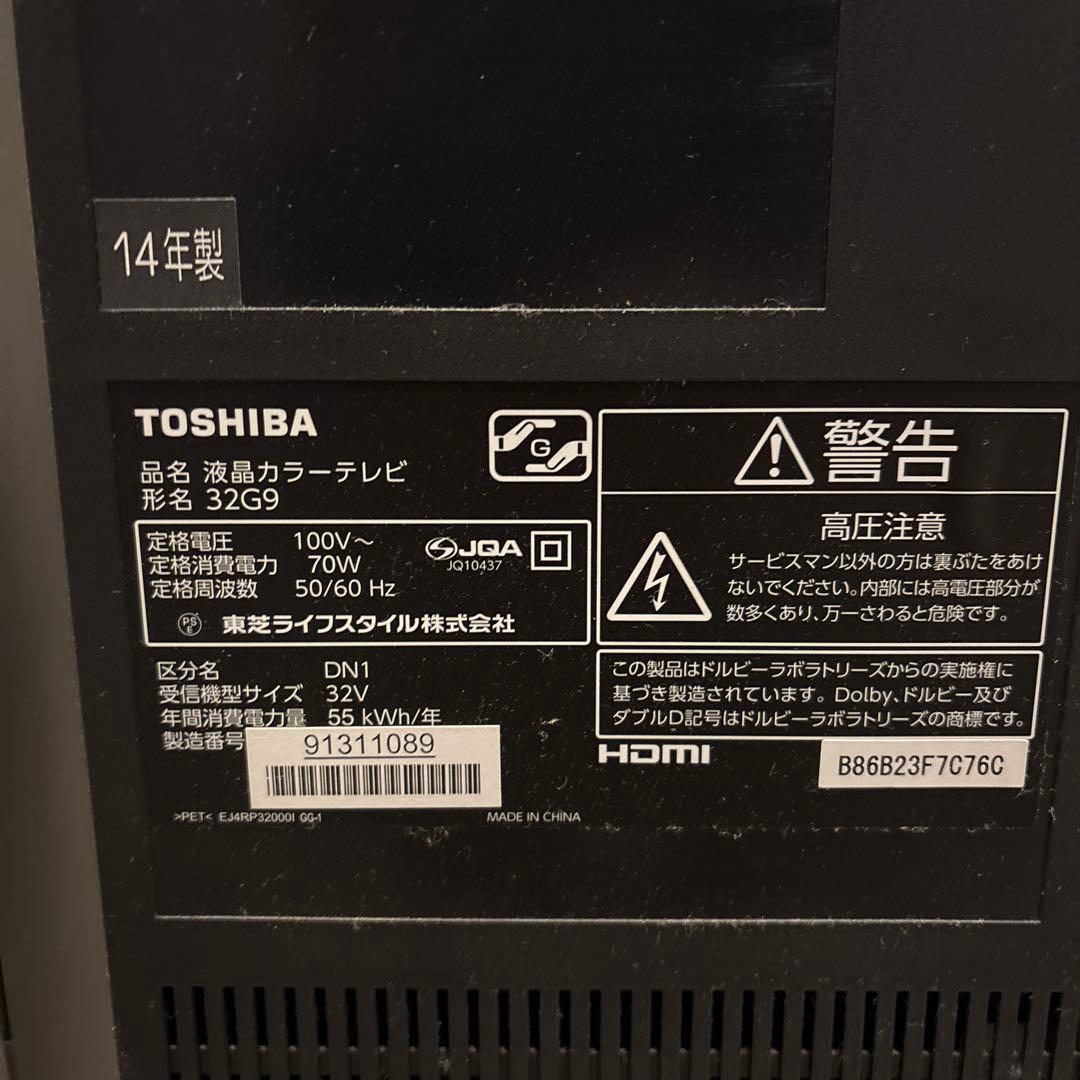 14年製
TOSHIBA
品名 液晶カラーテレビ
形名 32G9
G
定格電圧 100V～
定格消費電力 70W
定格周波数 50/60 Hz
JQA
JQ10437
PS
E
東芝ライフスタイル株式会社
区分名 DN1
受信機型サイズ 32V
年間消費電力量 55 kWh/年
製造番号 91311089
>PET< EJ4RP32000I GG-1
MADE IN CHINA
警告
高圧注意
サービスマン以外の方は裏ぶたをあけ
ないでください。内部には高電圧部分が
数多くあり、万一さわると危険です。
この製品はドルビーラボラトリーズからの実施権に
基づき製造されています。Dolby、ドルビー及び
ダブルD記号はドルビーラボラトリーズの商標です。
HDMI
B86B23F7C76C